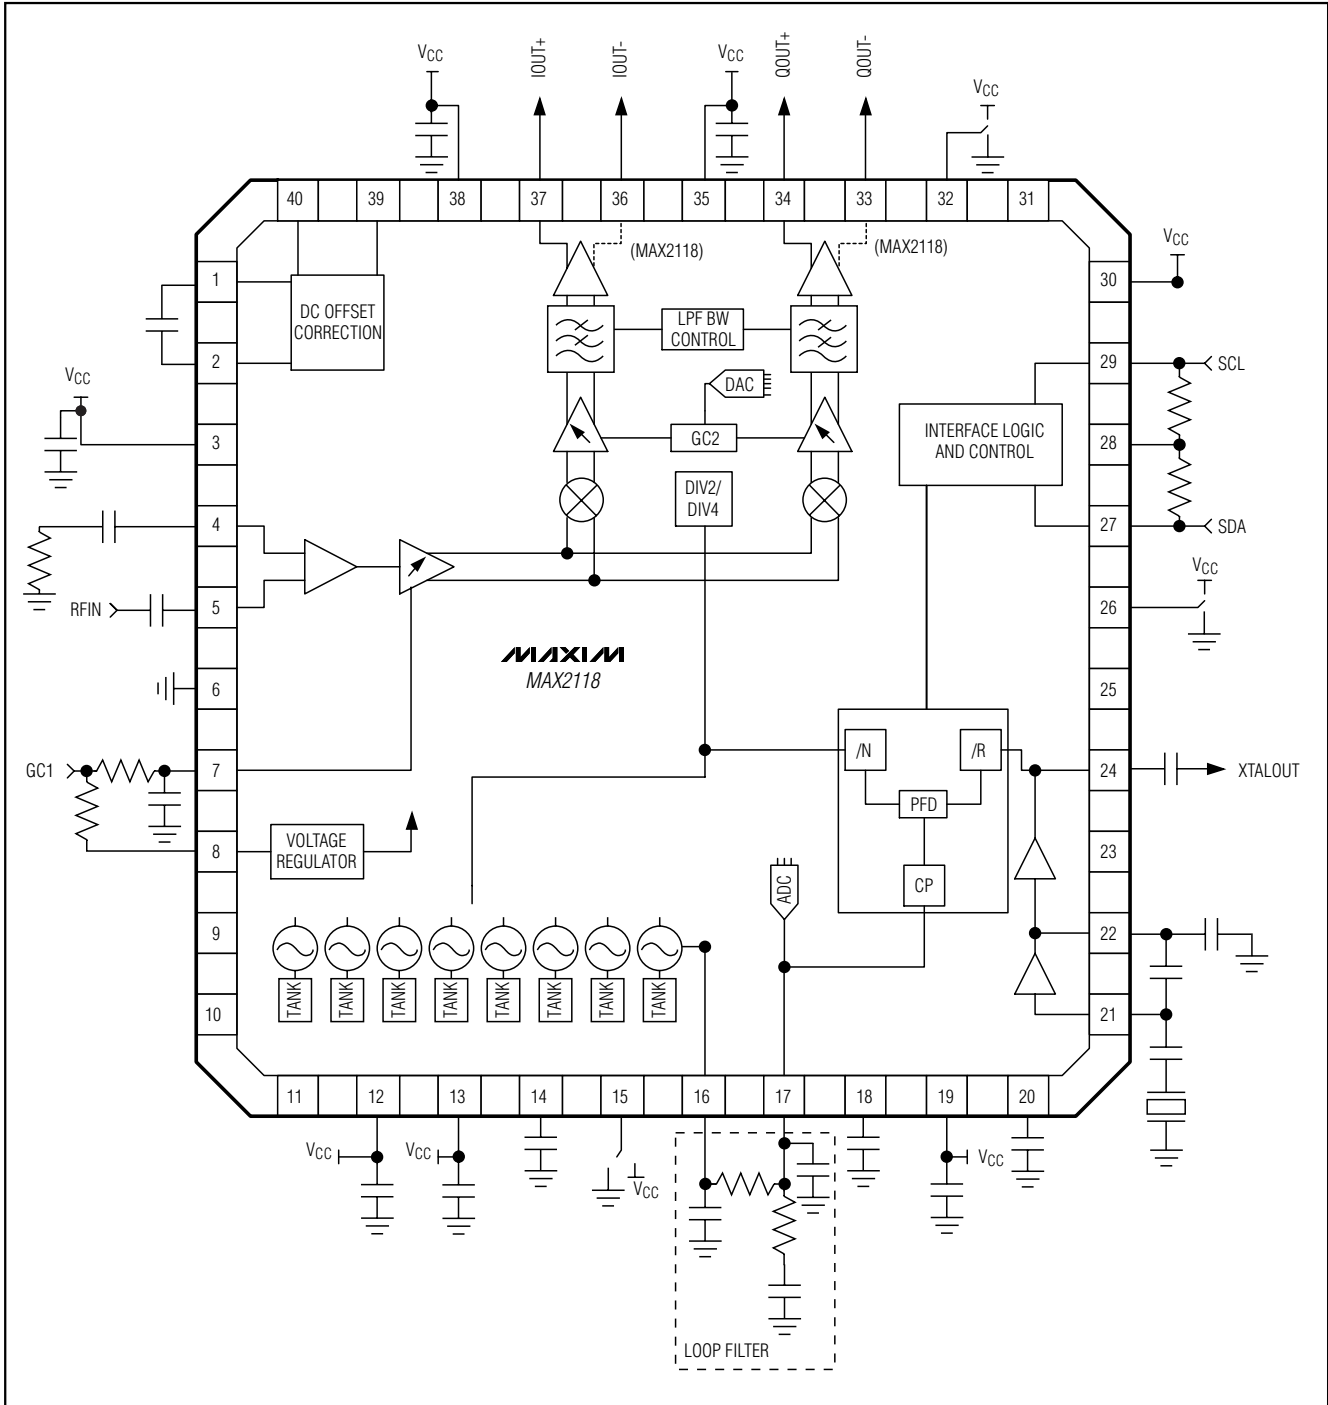 VCC
IOUT+
IOUT-
VCC
QOUT+
QOUT-
VCC
40 39 38 37 36 35 34 33 32 31
(MAX2118)
(MAX2118)
VCC
1
30
DC OFFSET
CORRECTION
LPF BW
CONTROL
2
29
SCL
VCC
DAC
3
GC2
INTERFACE LOGIC
AND CONTROL
28
DIV2/
DIV4
4
27
SDA
VCC
RFIN
5
26
MAXIM
MAX2118
6
25
/N
/R
GC1
7
24
XTALOUT
PFD
8
VOLTAGE
REGULATOR
23
ADC
CP
9
22
TANK TANK TANK TANK TANK TANK TANK TANK
10
21
11 12 13 14 15 16 17 18 19 20
VCC
VCC
VCC
VCC
LOOP FILTER